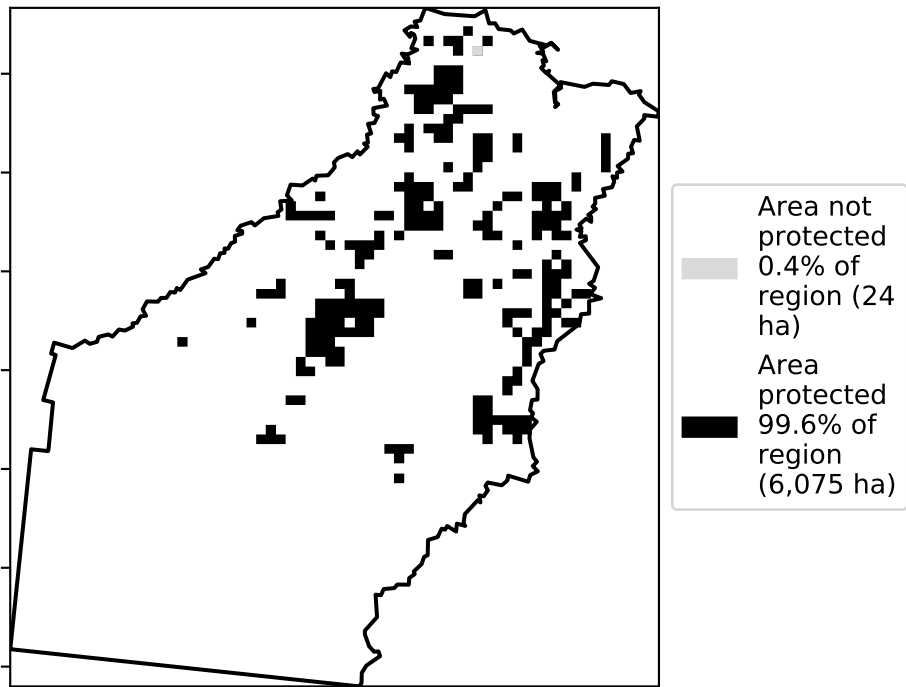 Area not
protected
0.4% of
region (24
ha)
Area
protected
99.6% of
region
(6,075 ha)